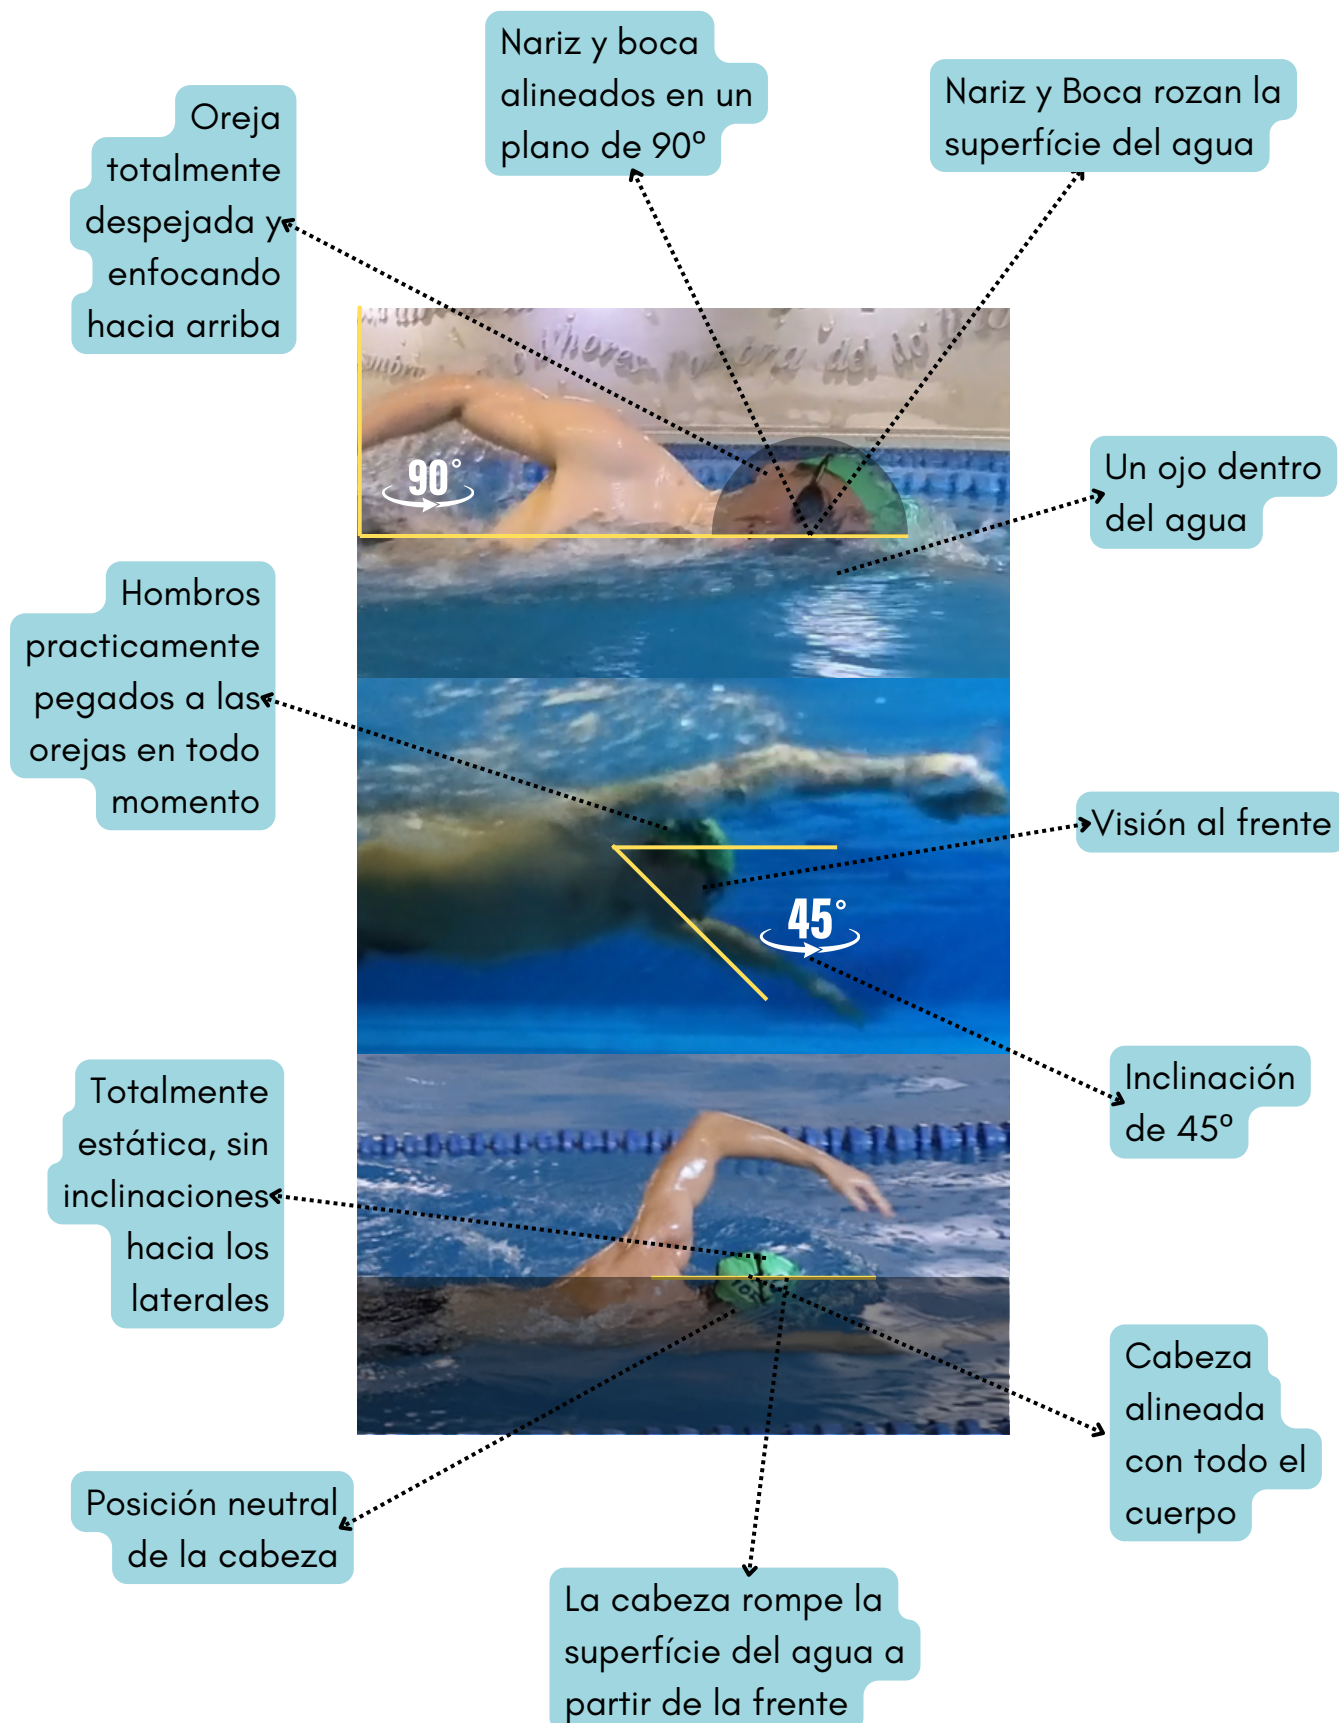 Nariz y boca
alineados en un
plano de 90º
Nariz y Boca rozan la
superfície del agua
Oreja
totalmente
despejada y
enfocando
hacia arriba
90°
Un ojo dentro
del agua
Hombros
practicamente
pegados a las
orejas en todo
momento
Visión al frente
45°
Inclinación
de 45º
Totalmente
estática, sin
inclinaciones
hacia los
laterales
Cabeza
alineada
con todo el
cuerpo
Posición neutral
de la cabeza
La cabeza rompe la
superfície del agua a
partir de la frente